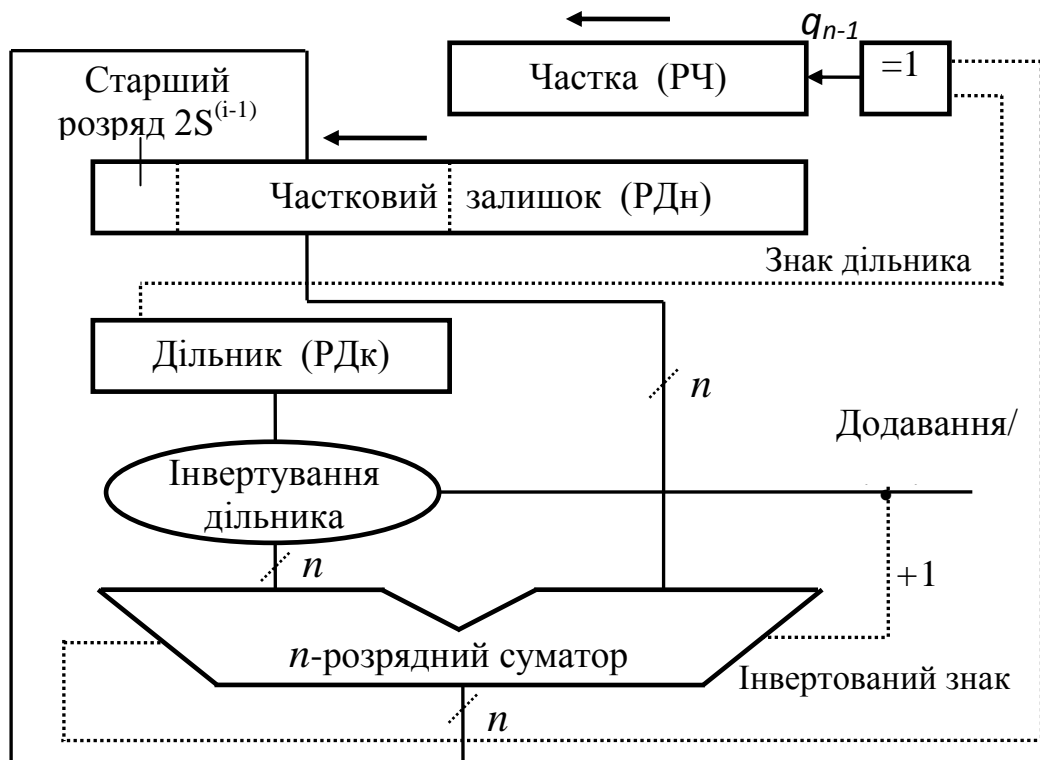 qn-1
=1
Частка (РЧ)
Старший
розряд 2S(i-1)
Частковий залишок (РДн)
Знак дільника
Дільник (РДк)
n
Додавання/
Інвертування
дільника
n
+1
n-розрядний суматор
Інвертований знак
n